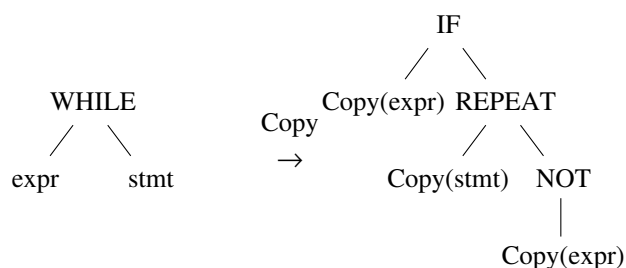 IF
WHILE
Copy
Copy(expr) REPEAT
expr stmt
→
Copy(stmt) NOT
Copy(expr)